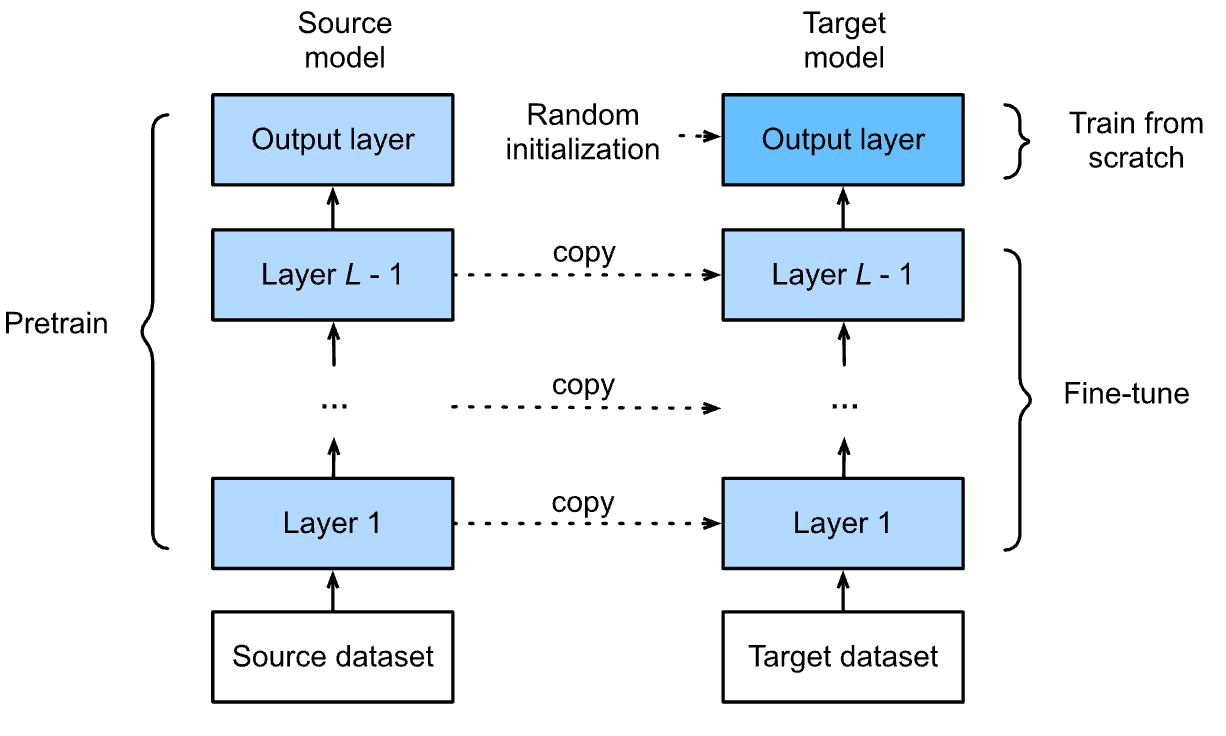 Source
model
Target
model
Output layer
Random
initialization
Output layer
Train from
scratch
Layer L - 1
copy
Layer L - 1
Pretrain
...
copy
...
Fine-tune
Layer 1
copy
Layer 1
Source dataset
Target dataset